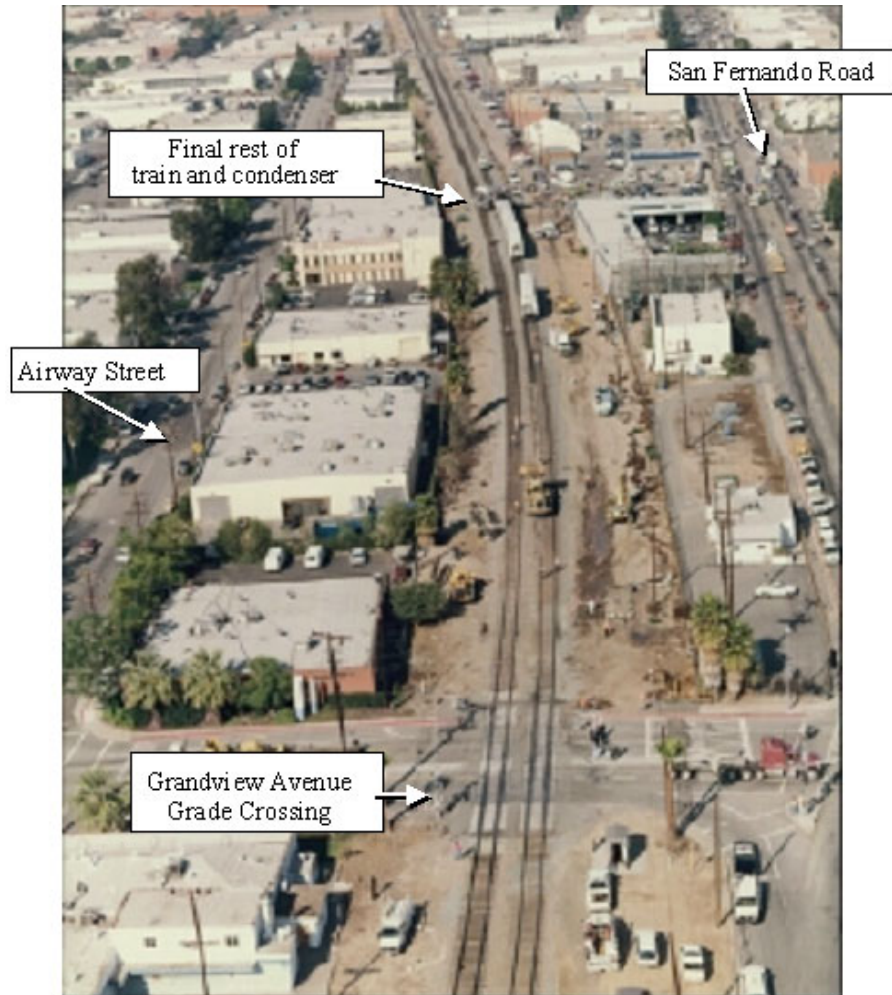 San Fernando Road
Final rest of
train and condenser
Airway Street
Grandview Avenue
Grade Crossing